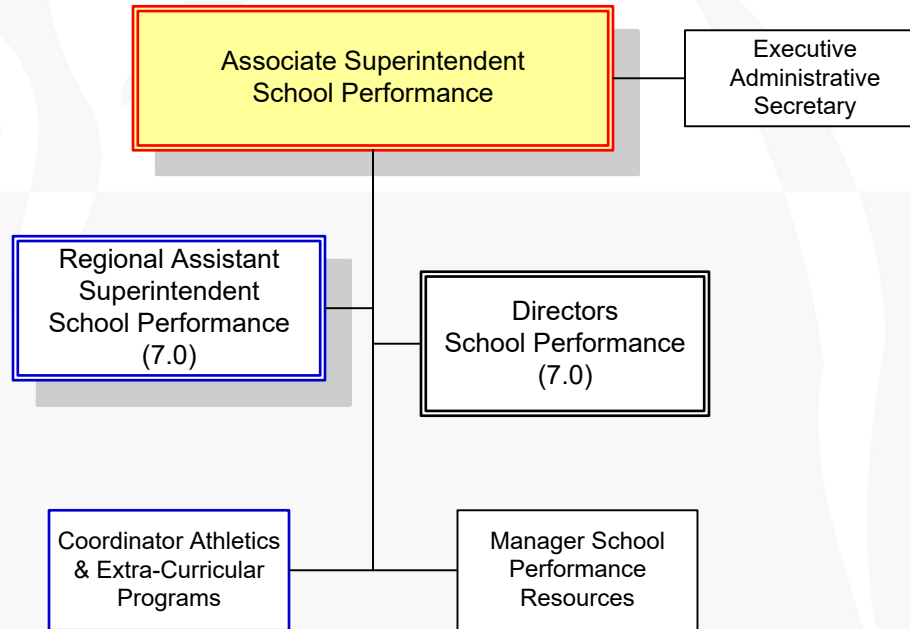 Associate Superintendent
School Performance
Executive
Administrative
Secretary
Regional Assistant
Superintendent
School Performance
(7.0)
Directors
School Performance
(7.0)
Coordinator Athletics
& Extra-Curricular
Programs
Manager School
Performance
Resources